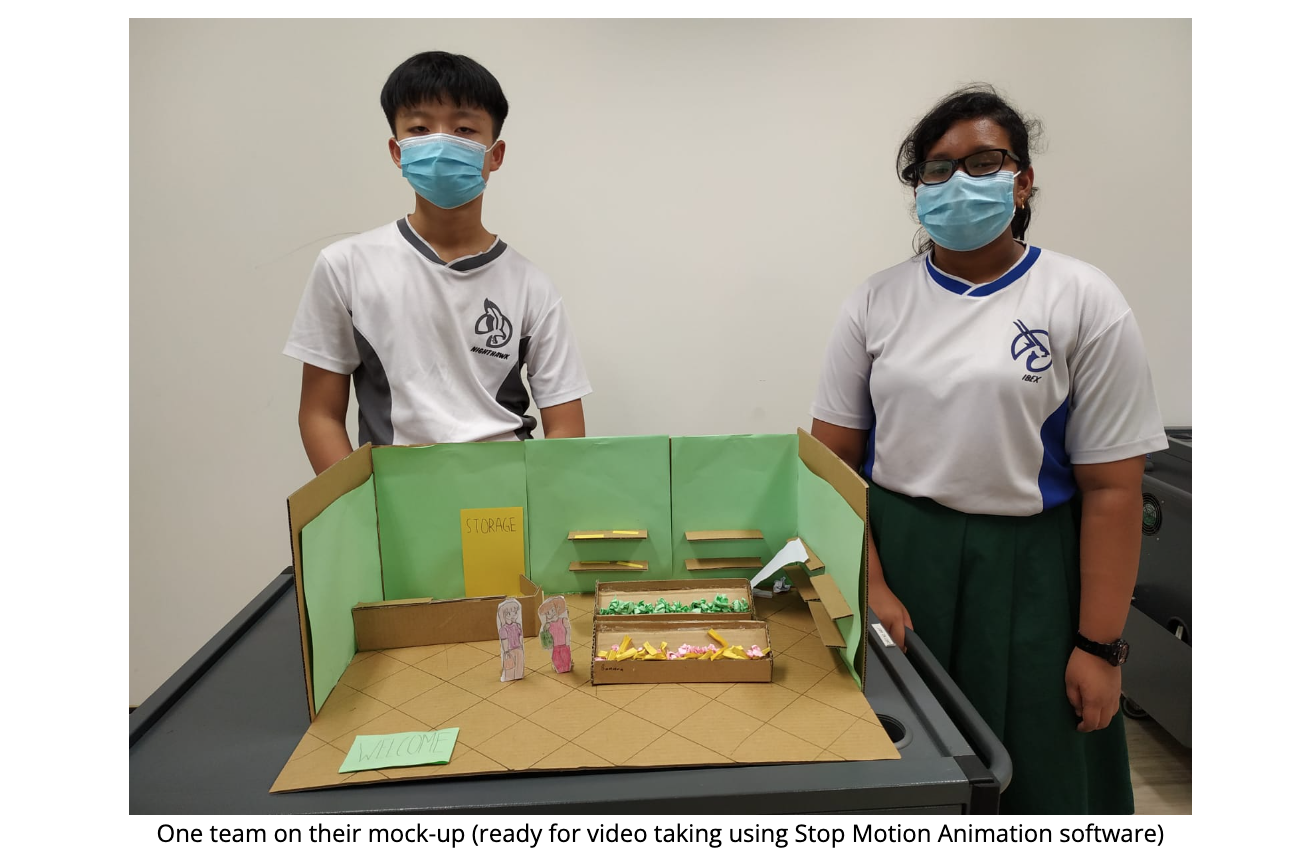 NIGHTHAWK
IBEX
STORAGE
WELCOME
One team on their mock-up (ready for video taking using Stop Motion Animation software)